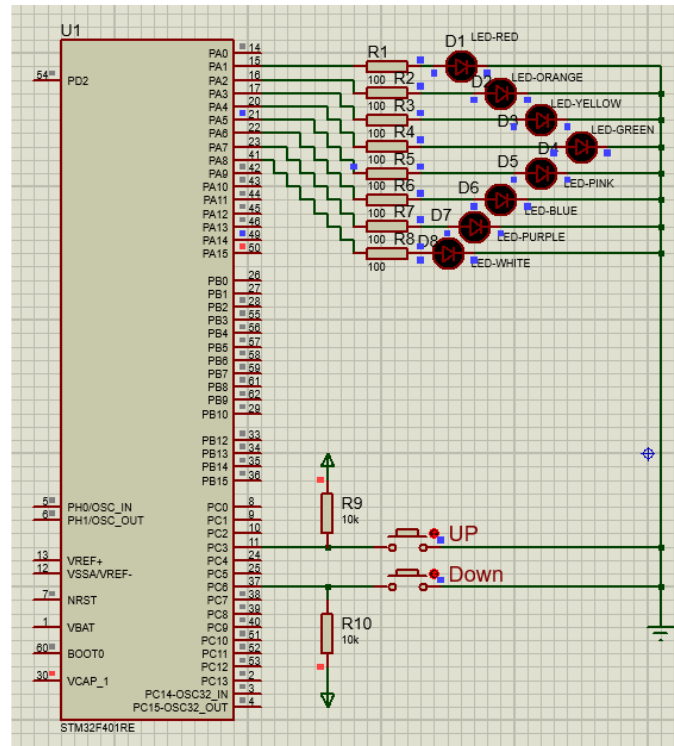 U1
PA0 14
PA1 15
PA2 16
PA3 17
PA4 20
PA5 21
PA6 22
PA7 23
PA8 41
PA9 42
PA10 43
PA11 44
PA12 45
PA13 46
PA14 49
PA15 50
PB0 26
PB1 27
PB2 28
PB3 55
PB4 56
PB5 57
PB6 58
PB7 59
PB8 61
PB9 62
PB10 29
PB12 33
PB13 34
PB14 35
PB15 36
PC0 8
PC1 9
PC2 10
PC3 11
PC4 24
PC5 25
PC6 37
PC7 38
PC8 39
PC9 40
PC10 51
PC11 52
PC12 53
PC13 2
PC14-OSC32_IN 3
PC15-OSC32_OUT 4
54 PD2
5 PH0/OSC_IN
6 PH1/OSC_OUT
13 VREF+
12 VSSA/VREF-
7 NRST
1 VBAT
60 BOOT0
30 VCAP_1
STM32F401RE
R1
100
D1
LED-RED
R2
100
D2
LED-ORANGE
R3
100
D3
LED-YELLOW
R4
100
D4
LED-GREEN
R5
100
D5
LED-PINK
R6
100
D6
LED-BLUE
R7
100
D7
LED-PURPLE
R8
100
D8
LED-WHITE
R9
10k
UP
Down
R10
10k